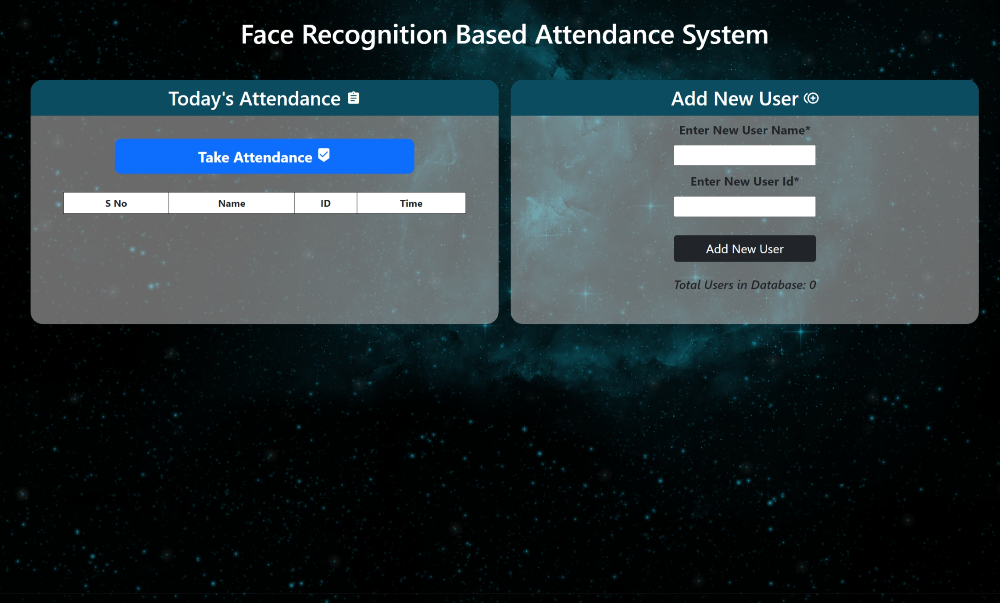 Face Recognition Based Attendance System
Today's Attendance
Take Attendance
S No Name ID Time
Add New User
Enter New User Name*
Enter New User Id*
Add New User
Total Users in Database: 0